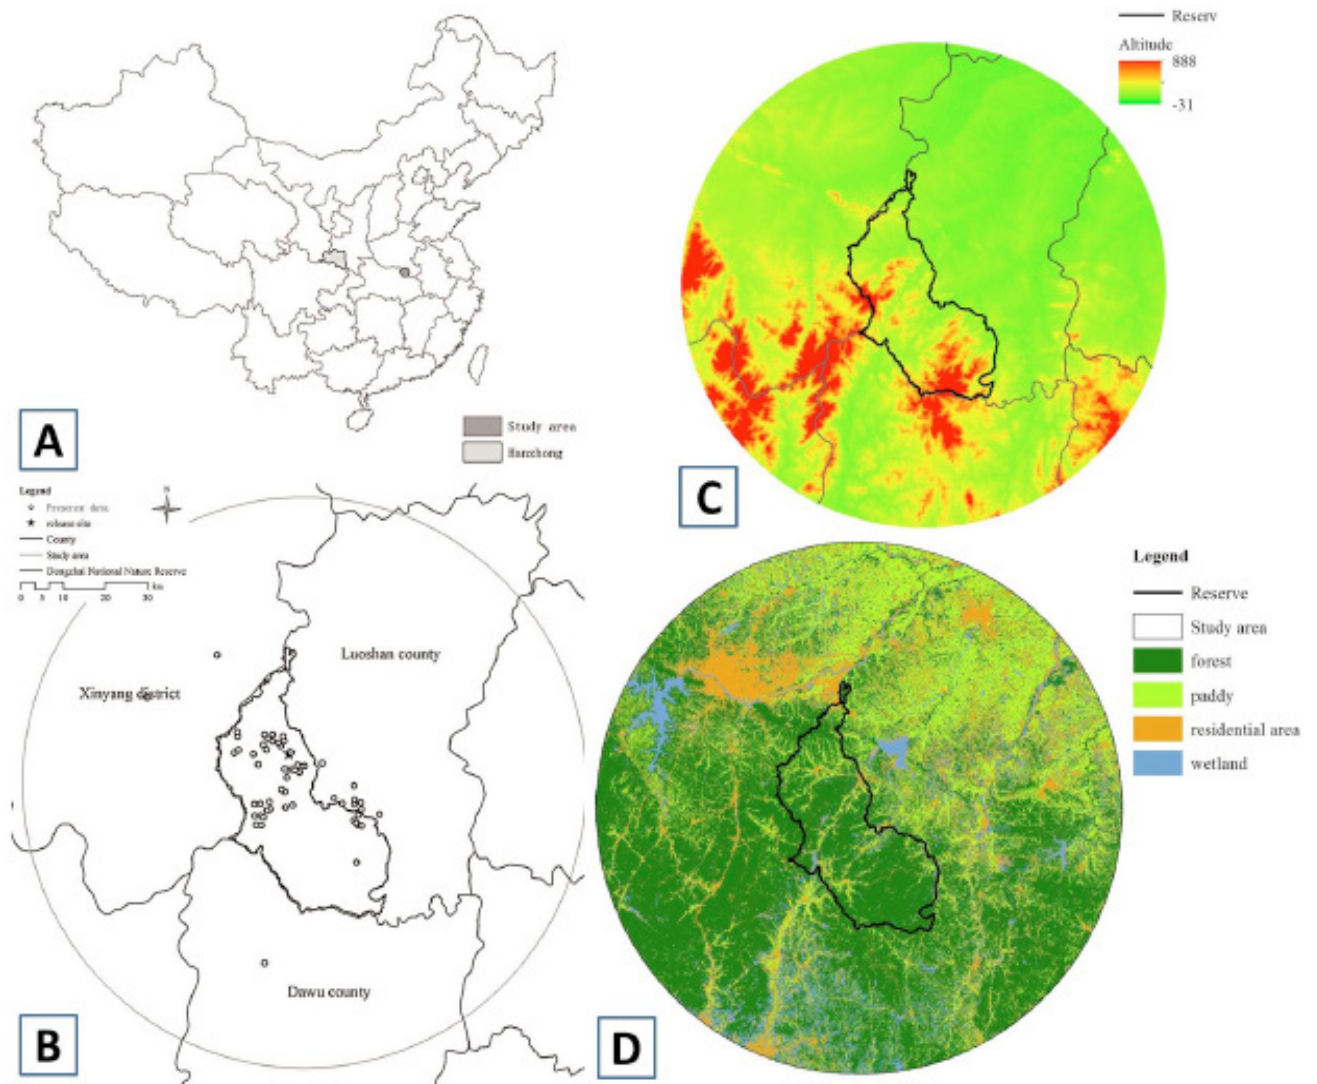 Study area
Hanzhong
A
Reserv
Altitude
888
-31
C
Legend
Presence data
release site
County
Study area
Dongzhai National Nature Reserve
0 5 10 20 30
km
N
Luoshan county
Xinyang district
Dawu county
B
Legend
Reserve
Study area
forest
paddy
residential area
wetland
D